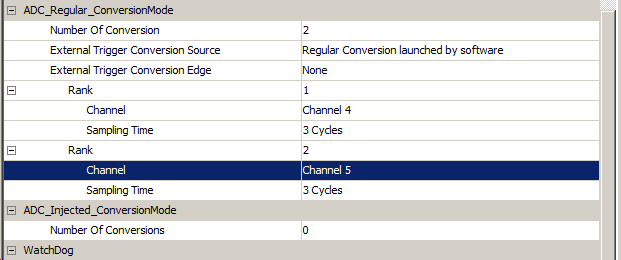 ADC_Regular_ConversionMode
Number Of Conversion 2
External Trigger Conversion Source Regular Conversion launched by software
External Trigger Conversion Edge None
Rank 1
Channel Channel 4
Sampling Time 3 Cycles
Rank 2
Channel Channel 5
Sampling Time 3 Cycles
ADC_Injected_ConversionMode
Number Of Conversions 0
WatchDog